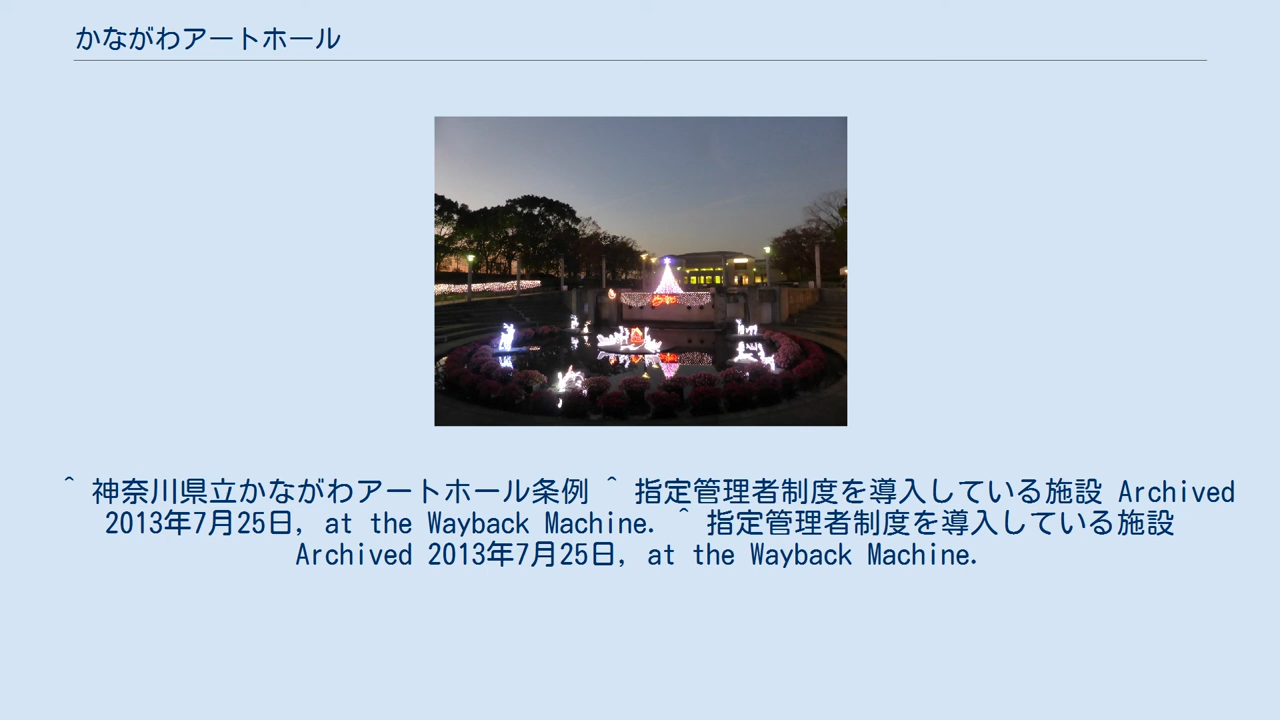 かながわアートホール
^ 神奈川県立かながわアートホール条例 ^ 指定管理者制度を導入している施設 Archived
2013年7月25日, at the Wayback Machine. ^ 指定管理者制度を導入している施設
Archived 2013年7月25日, at the Wayback Machine.